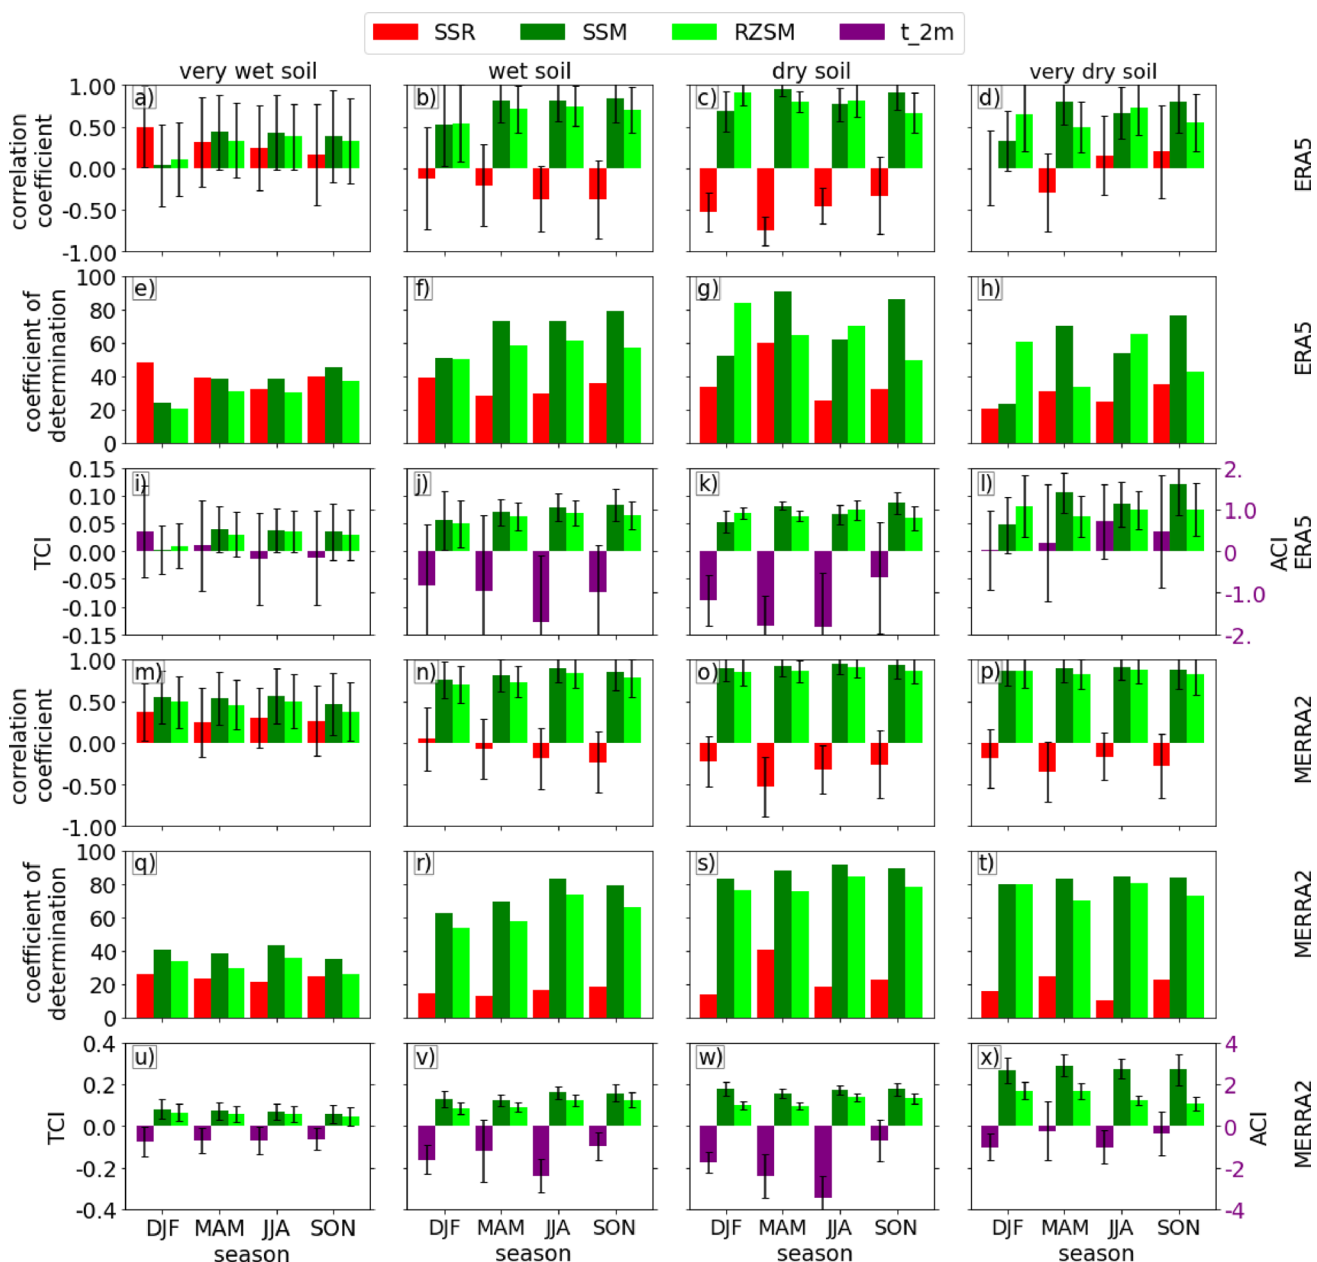 SSR SSM RZSM t_2m
very wet soil wet soil dry soil very dry soil
correlation
coefficient
1.00
0.50
0.00
-0.50
-1.00
a) b) c) d)
ERA5
coefficient of
determination
100
80
60
40
20
0
e) f) g) h)
ERA5
TCI
0.15
0.10
0.05
0.00
-0.05
-0.10
-0.15
i) j) k) l)
2.
1.0
0
-1.0
-2.
ACI
ERA5
correlation
coefficient
1.00
0.50
0.00
-0.50
-1.00
m) n) o) p)
MERRA2
coefficient of
determination
100
80
60
40
20
0
q) r) s) t)
MERRA2
TCI
0.4
0.2
0.0
-0.2
-0.4
u) v) w) x)
4
2
0
-2
-4
ACI
MERRA2
DJF MAM JJA SON DJF MAM JJA SON DJF MAM JJA SON DJF MAM JJA SON
season season season season